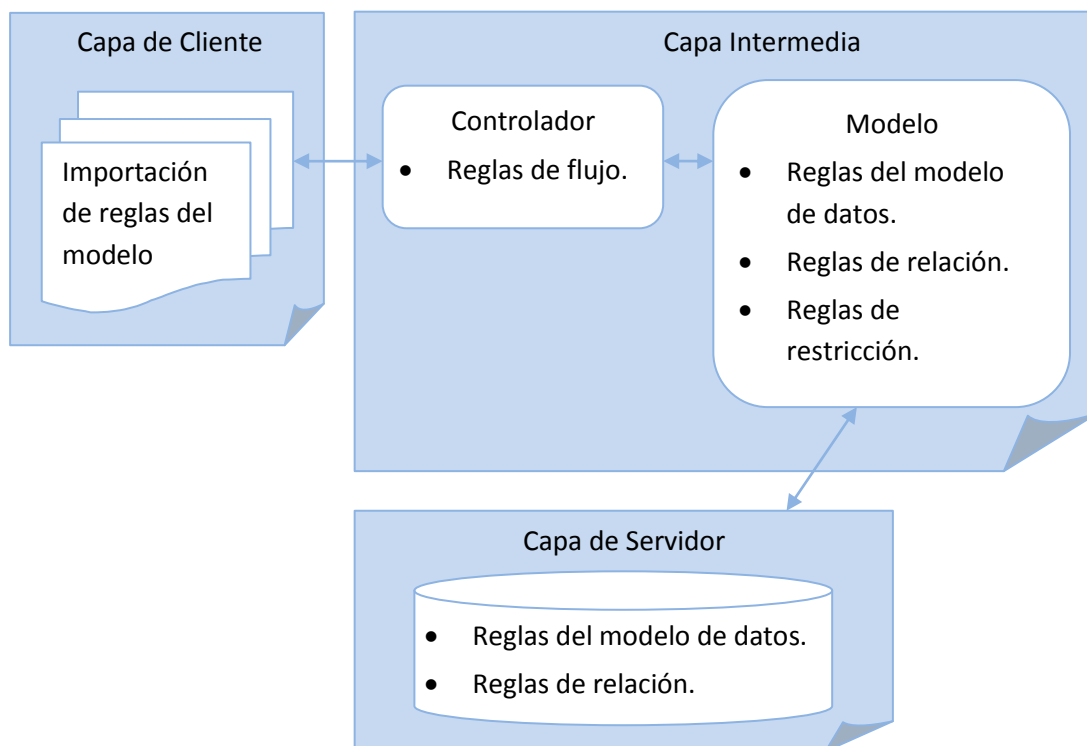 Capa de Cliente
Importación
de reglas del
modelo
Capa Intermedia
Controlador
• Reglas de flujo.
Modelo
• Reglas del modelo
de datos.
• Reglas de relación.
• Reglas de
restricción.
Capa de Servidor
• Reglas del modelo de datos.
• Reglas de relación.